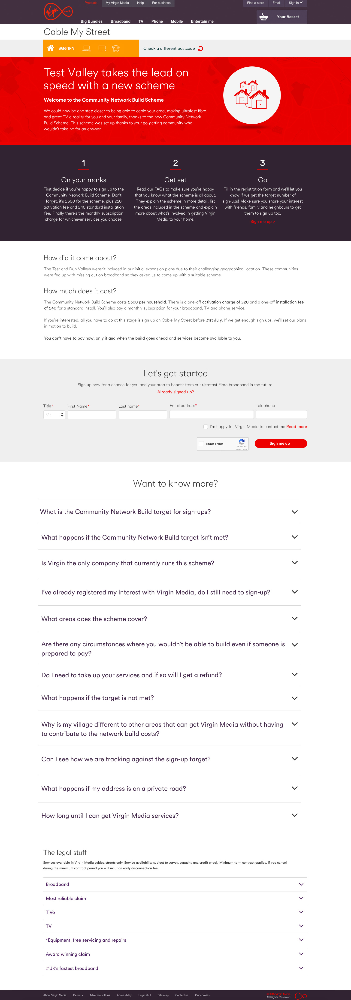 Products My Virgin Media Help For business Find a store Email Sign in
Virgin media
Your Basket
Big Bundles Broadband TV Phone Mobile Entertain me
Cable My Street
SG6 1FN Check a different postcode
Test Valley takes the lead on
speed with a new scheme
Welcome to the Community Network Build Scheme
We could now be one step closer to being able to cable your area, making ultrafast fibre
and great TV a reality for you and your family, thanks to the new Community Network
Build Scheme. This scheme was set up thanks to your go-getting community who
wouldn't take no for an answer.
1
On your marks
First decide if you're happy to sign up to the
Community Network Build Scheme. Don't
forget, it's £300 for the scheme, plus £20
activation fee and £40 standard installation
fee. Finally there's the monthly subscription
charge for whichever services you choose.
2
Get set
Read our FAQs to make sure you're happy
that you know what the scheme is all about.
They explain the scheme in more detail, list
the areas included in the scheme and explain
more about what's involved in getting Virgin
Media to your home.
3
Go
Fill in the registration form and we'll let you
know if we get the target number of
sign-ups! Make sure you share your interest
with friends, family and neighbours to get
them to sign up too.
Sign me up >
How did it come about?
The Test and Dun Valleys weren't included in our initial expansion plans due to their challenging geographical location. These communities
were fed up with missing out on broadband so they asked us to come up with a suitable scheme.
How much does it cost?
The Community Network Build Scheme costs £300 per household. There is a one-off activation charge of £20 and a one-off installation fee
of £40 for a standard install. You'll also pay a monthly subscription for your broadband, TV and phone service.
If you're interested, all you have to do at this stage is sign up on Cable My Street before 31st July. If we get enough sign ups, we'll set our plans
in motion to build.
You don't have to pay now, only if and when the build goes ahead and services become available to you.
Let's get started
Sign up now for a chance for you and your area to benefit from our ultrafast Fibre broadband in the future.
Already signed up?
Title* First Name* Last name* Email address* Telephone
Mr
I'm happy for Virgin Media to contact me Read more
I'm not a robot
reCAPTCHA
Privacy - Terms
Sign me up
Want to know more?
What is the Community Network Build target for sign-ups?
What happens if the Community Network Build target isn't met?
Is Virgin the only company that currently runs this scheme?
I've already registered my interest with Virgin Media, do I still need to sign-up?
What areas does the scheme cover?
Are there any circumstances where you wouldn't be able to build even if someone is
prepared to pay?
Do I need to take up your services and if so will I get a refund?
What happens if the target is not met?
Why is my village different to other areas that can get Virgin Media without having
to contribute to the network build costs?
Can I see how we are tracking against the sign-up target?
What happens if my address is on a private road?
How long until I can get Virgin Media services?
The legal stuff
Services available in Virgin Media cabled streets only. Service availability subject to survey, capacity and credit check. Minimum term contract applies. If you cancel
during the minimum contract period you will incur an early disconnection fee.
Broadband
Most reliable claim
TiVo
TV
*Equipment, free servicing and repairs
Award winning claim
#UK's fastest broadband
About Virgin Media Careers Advertise with us Accessibility Legal stuff Site map Contact us Our cookies
Virgin Media
All Rights Reserved